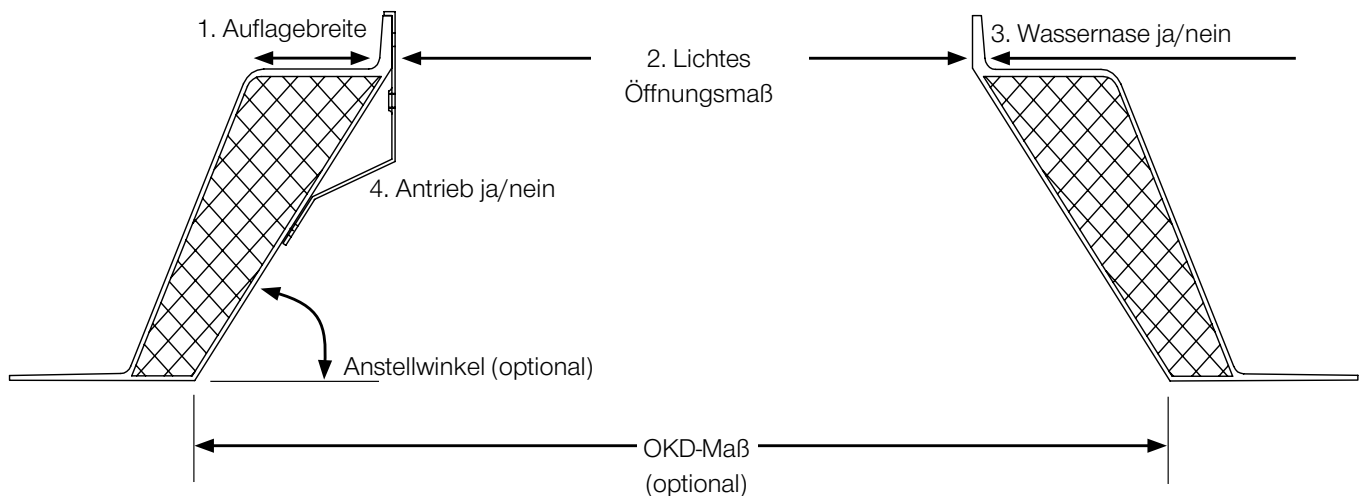 1. Auflagebreite
3. Wassernase ja/nein
2. Lichtes
Öffnungsmaß
4. Antrieb ja/nein
Anstellwinkel (optional)
OKD-Maß
(optional)